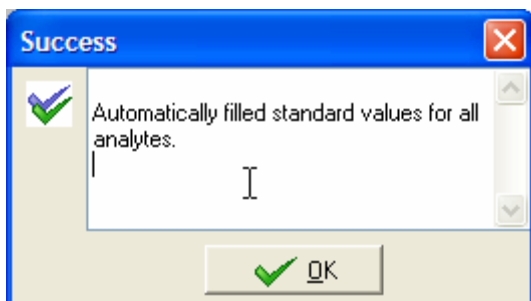 Success
Automatically filled standard values for all
analytes.
OK